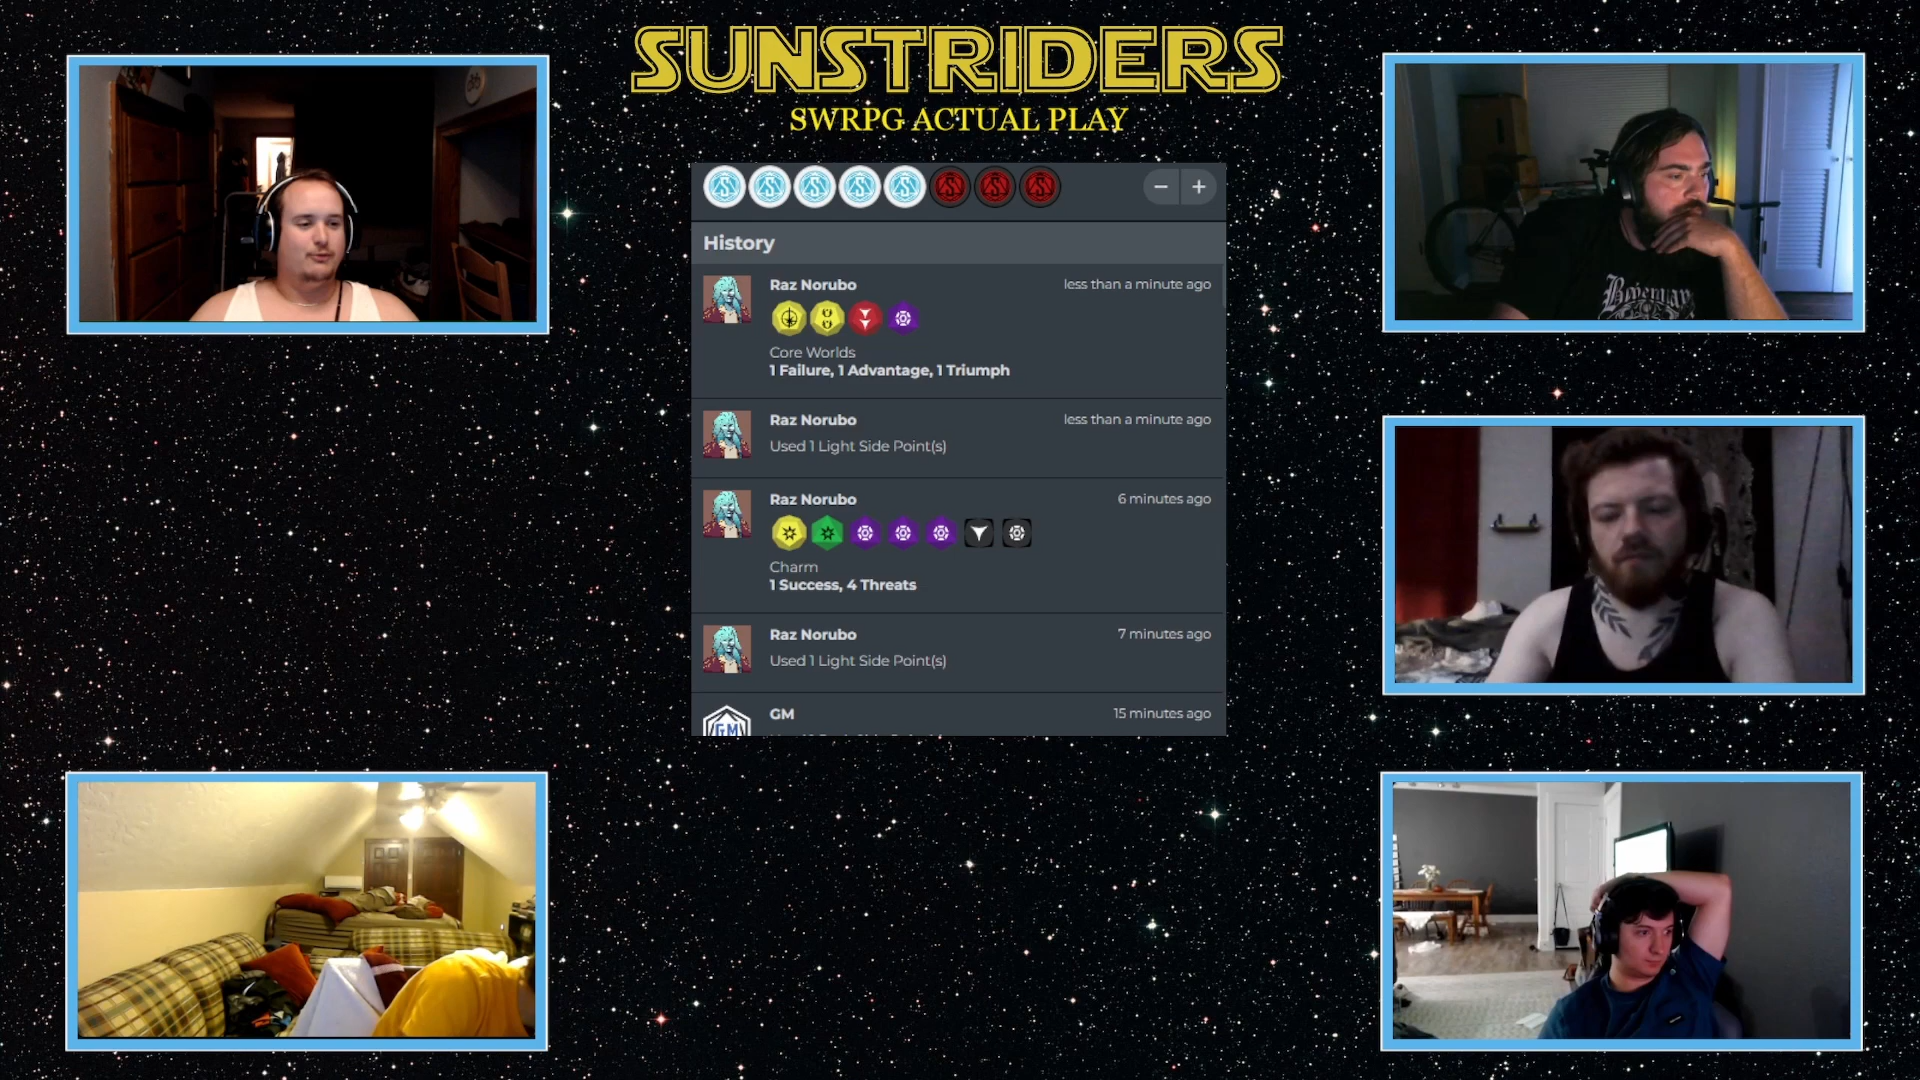 SUNSTRIDERS
SWRPG ACTUAL PLAY
History
Raz Norubo
less than a minute ago
Core Worlds
1 Failure, 1 Advantage, 1 Triumph
Raz Norubo
less than a minute ago
Used 1 Light Side Point(s)
Raz Norubo
6 minutes ago
Charm
1 Success, 4 Threats
Raz Norubo
7 minutes ago
Used 1 Light Side Point(s)
GM
15 minutes ago
GM